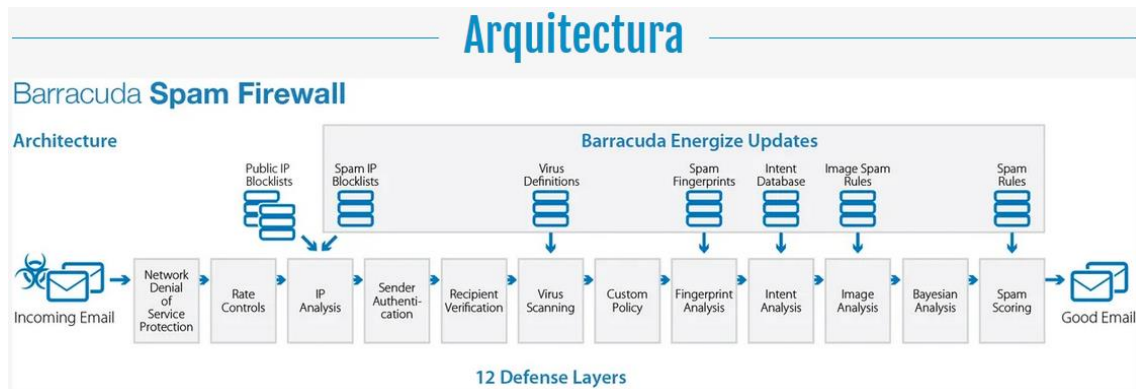 Arquitectura
Barracuda Spam Firewall
Architecture
Barracuda Energize Updates
Public IP
Blocklists
Spam IP
Blocklists
Virus
Definitions
Spam
Fingerprints
Intent
Database
Image Spam
Rules
Spam
Rules
Incoming Email
Network
Denial
of
Service
Protection
Rate
Controls
IP
Analysis
Sender
Authenti-
cation
Recipient
Verification
Virus
Scanning
Custom
Policy
Fingerprint
Analysis
Intent
Analysis
Image
Analysis
Bayesian
Analysis
Spam
Scoring
Good Email
12 Defense Layers